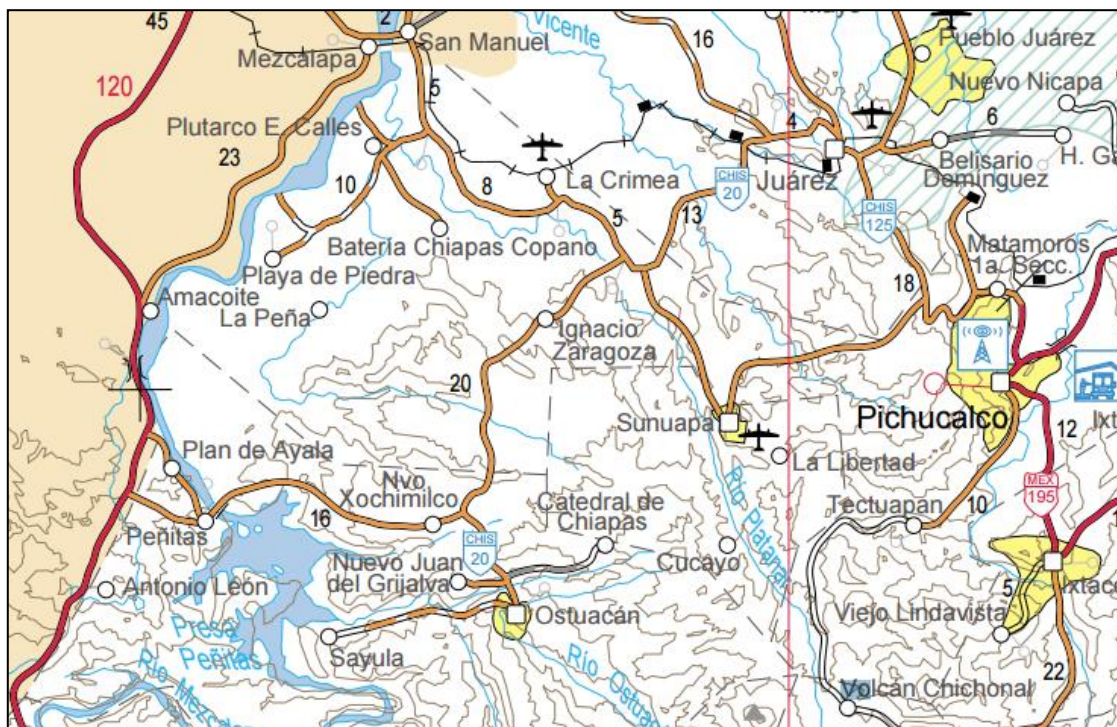 45
2
San Manuel
Mezcalapa
Vicente
16
Pueblo Juárez
Nuevo Nicapa
120
5
Plutarco E. Calles
4
6
23
10
8
La Crimea
CHIS
20
Juárez
Belisario
Domínguez
5
13
CHIS
125
Batería Chiapas Copano
Playa de Piedra
Matamoros
1a. Secc.
18
Amacoite
La Peña
Ignacio
Zaragoza
20
Sunuapa
Pichucalco
12
Plan de Ayala
Nvo
Xochimilco
La Libertad
MEX
195
Catedral de
Chiapas
Tectuapán
10
16
Peñitas
CHIS
20
Río Platanar
Nuevo Juan
del Grijalva
Cucayo
Antonio León
5
Ostuacán
Viejo Lindavista
Presa
Peñitas
Sayula
22
Volcán Chichonal